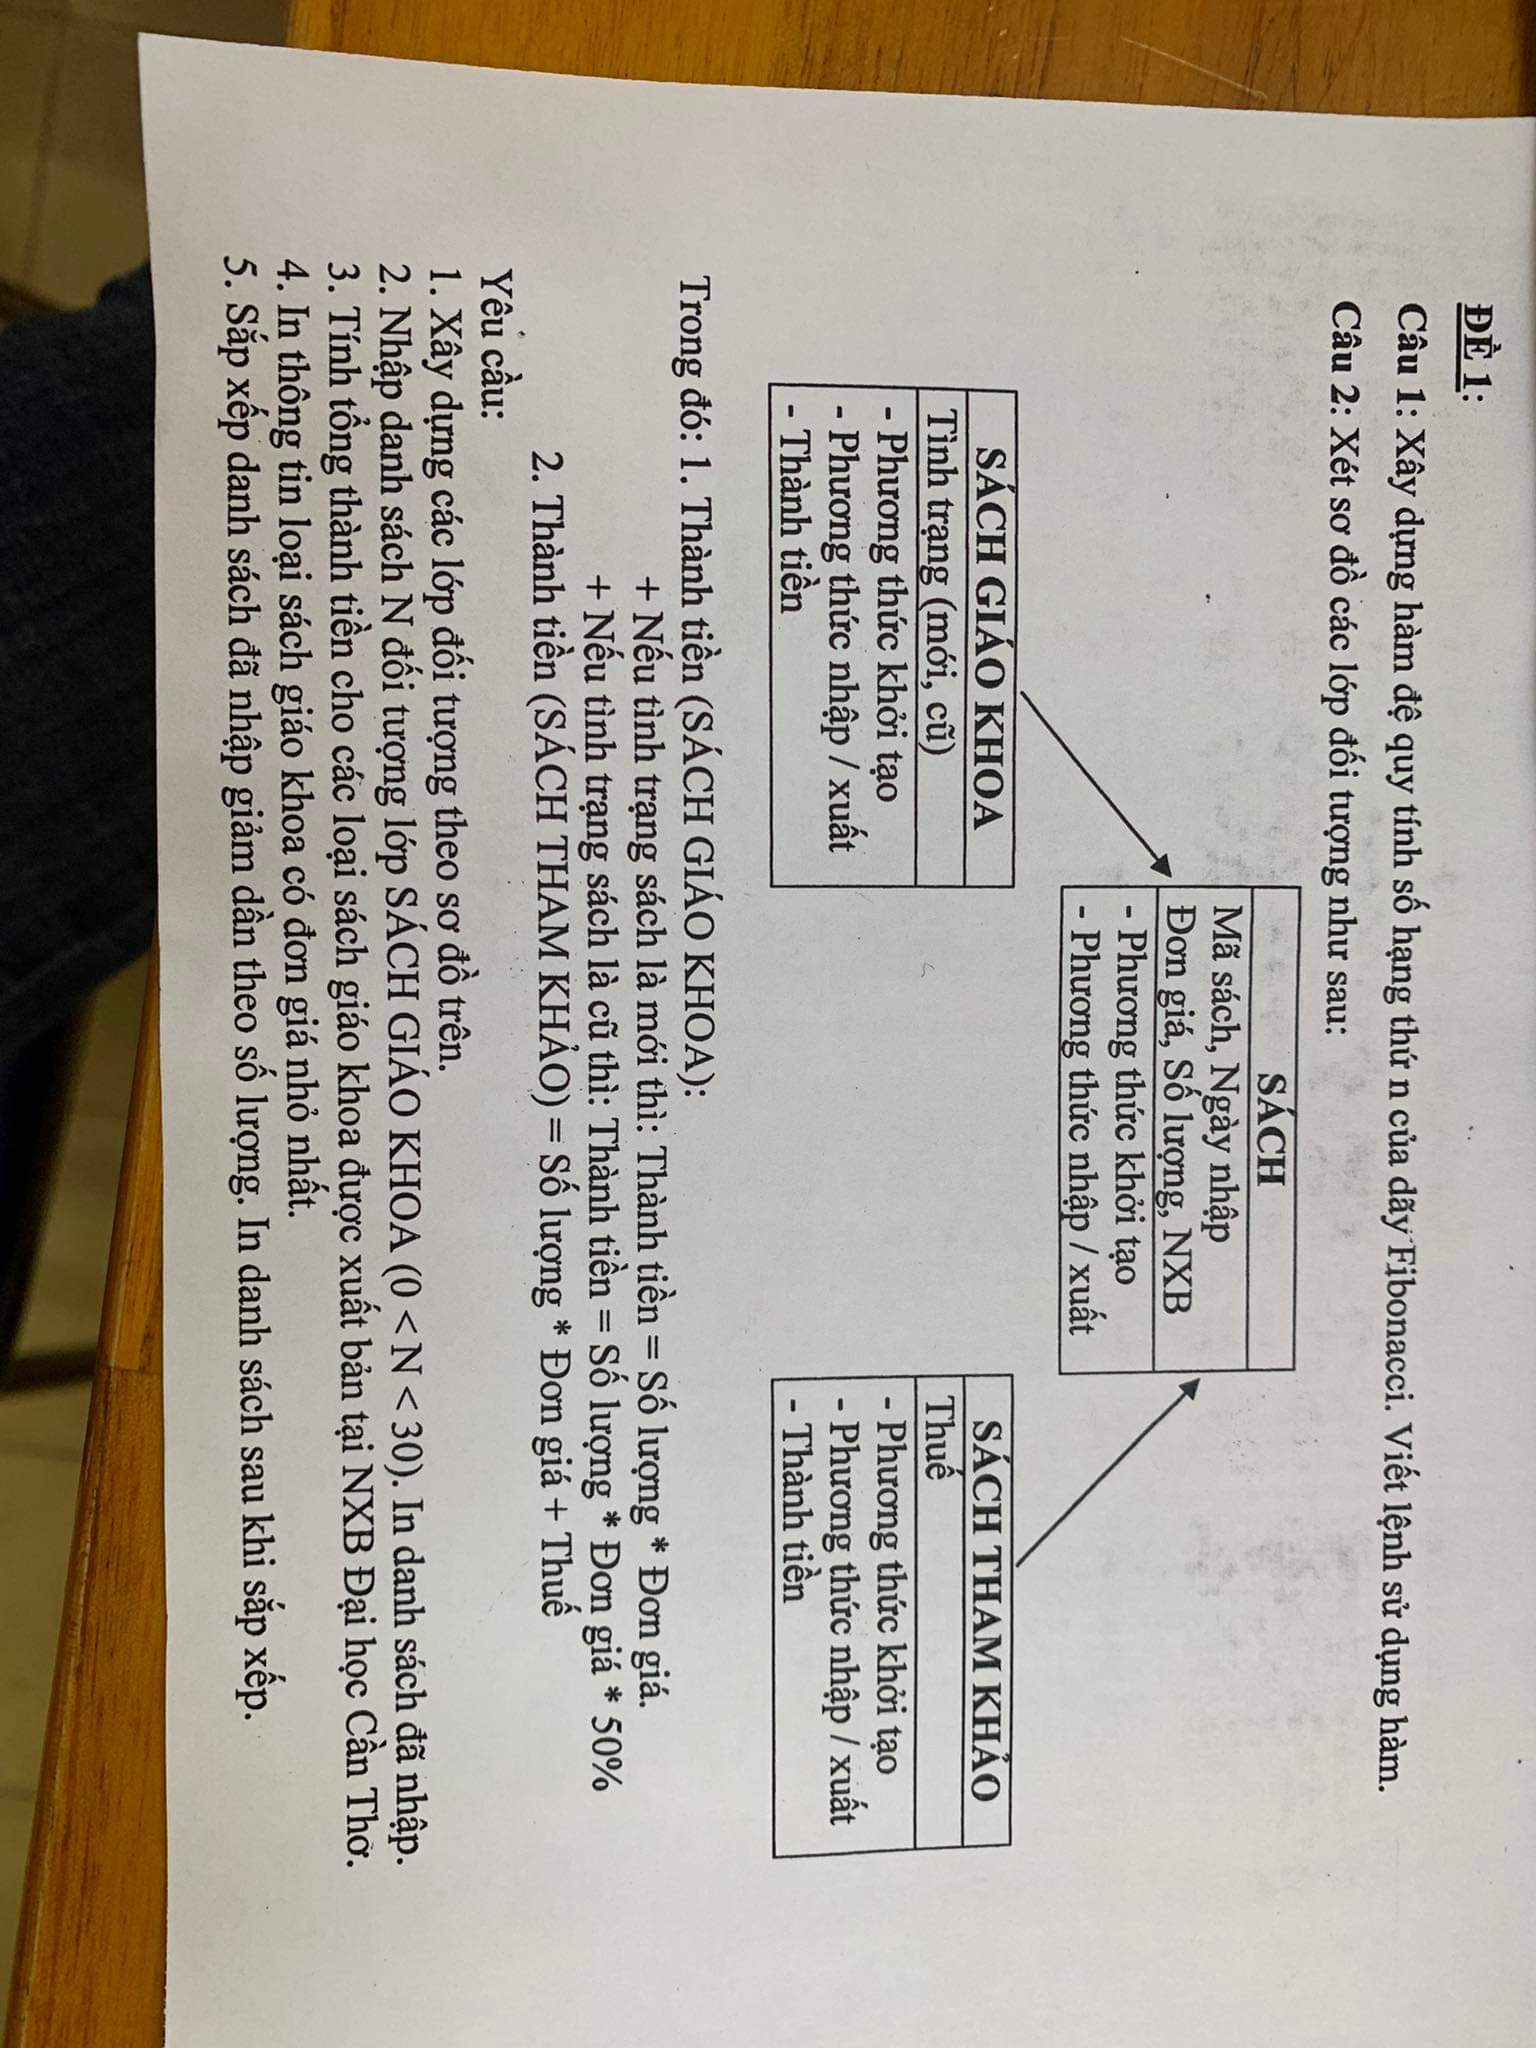 ĐỀ 1:
Câu 1: Xây dựng hàm đệ quy tính số hạng thứ n của dãy Fibonacci. Viết lệnh sử dụng hàm.
Câu 2: Xét sơ đồ các lớp đối tượng như sau:
SÁCH
Mã sách, Ngày nhập
Đơn giá, Số lượng, NXB
- Phương thức khởi tạo
- Phương thức nhập / xuất
SÁCH GIÁO KHOA
Tình trạng (mới, cũ)
- Phương thức khởi tạo
- Phương thức nhập / xuất
- Thành tiền
SÁCH THAM KHẢO
Thuế
- Phương thức khởi tạo
- Phương thức nhập / xuất
- Thành tiền
Trong đó: 1. Thành tiền (SÁCH GIÁO KHOA):
+ Nếu tình trạng sách là mới thì: Thành tiền = Số lượng * Đơn giá.
+ Nếu tình trạng sách là cũ thì: Thành tiền = Số lượng * Đơn giá * 50%
2. Thành tiền (SÁCH THAM KHẢO) = Số lượng * Đơn giá + Thuế
Yêu cầu:
1. Xây dựng các lớp đối tượng theo sơ đồ trên.
2. Nhập danh sách N đối tượng lớp SÁCH GIÁO KHOA (0 < N < 30). In danh sách đã nhập.
3. Tính tổng thành tiền cho các loại sách giáo khoa được xuất bản tại NXB Đại học Cần Thơ.
4. In thông tin loại sách giáo khoa có đơn giá nhỏ nhất.
5. Sắp xếp danh sách đã nhập giảm dần theo số lượng. In danh sách sau khi sắp xếp.